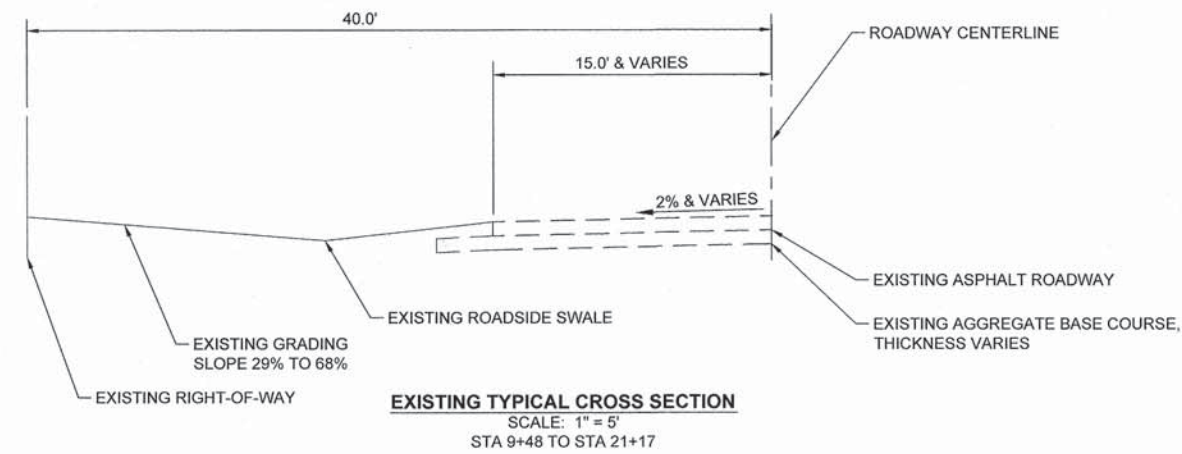 40.0'
ROADWAY CENTERLINE
15.0' & VARIES
2% & VARIES
EXISTING ASPHALT ROADWAY
EXISTING ROADSIDE SWALE
EXISTING AGGREGATE BASE COURSE,
THICKNESS VARIES
EXISTING GRADING
SLOPE 29% TO 68%
EXISTING RIGHT-OF-WAY
EXISTING TYPICAL CROSS SECTION
SCALE: 1" = 5'
STA 9+48 TO STA 21+17